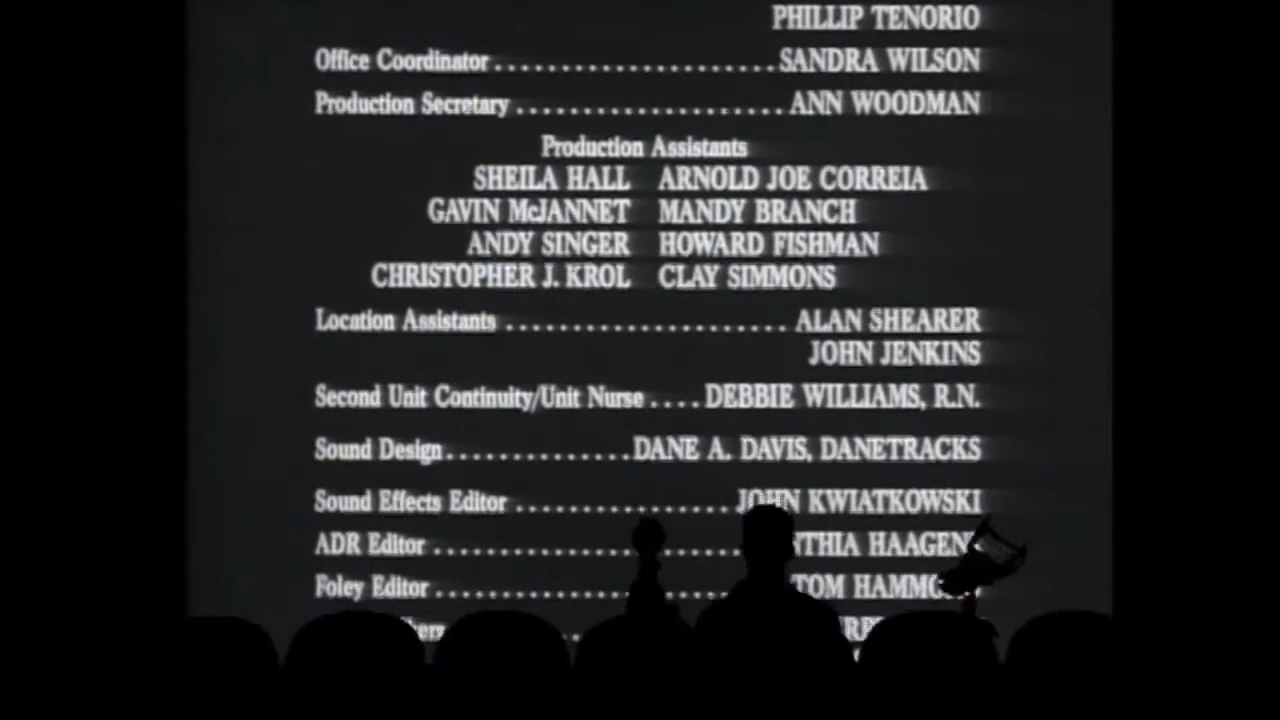 PHILLIP TENORIO
Office Coordinator ..................... SANDRA WILSON
Production Secretary .................... ANN WOODMAN
Production Assistants
SHEILA HALL ARNOLD JOE CORREIA
GAVIN McJANNET MANDY BRANCH
ANDY SINGER HOWARD FISHMAN
CHRISTOPHER J. KROL CLAY SIMMONS
Location Assistants ..................... ALAN SHEARER
JOHN JENKINS
Second Unit Continuity/Unit Nurse .... DEBBIE WILLIAMS, R.N.
Sound Design .............. DANE A. DAVIS, DANETRACKS
Sound Effects Editor ................. JOHN KWIATKOWSKI
ADR Editor .......................
Foley Editor ...................... TOM